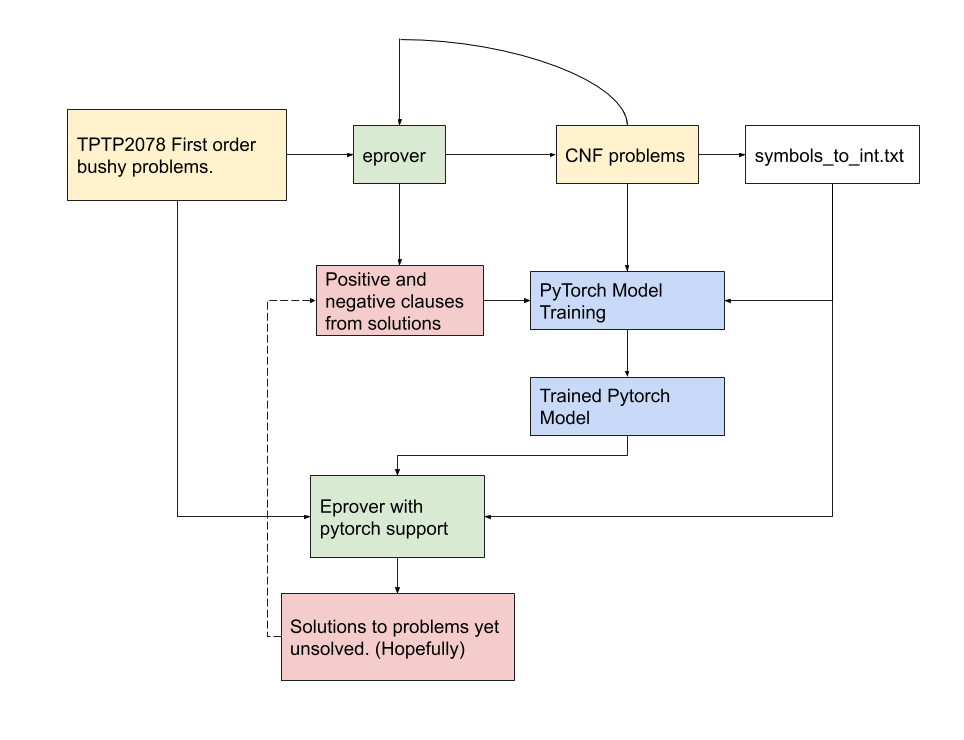 TPTP2078 First order
bushy problems.
eprover
CNF problems
symbols_to_int.txt
Positive and
negative clauses
from solutions
PyTorch Model
Training
Trained Pytorch
Model
Eprover with
pytorch support
Solutions to problems yet
unsolved. (Hopefully)